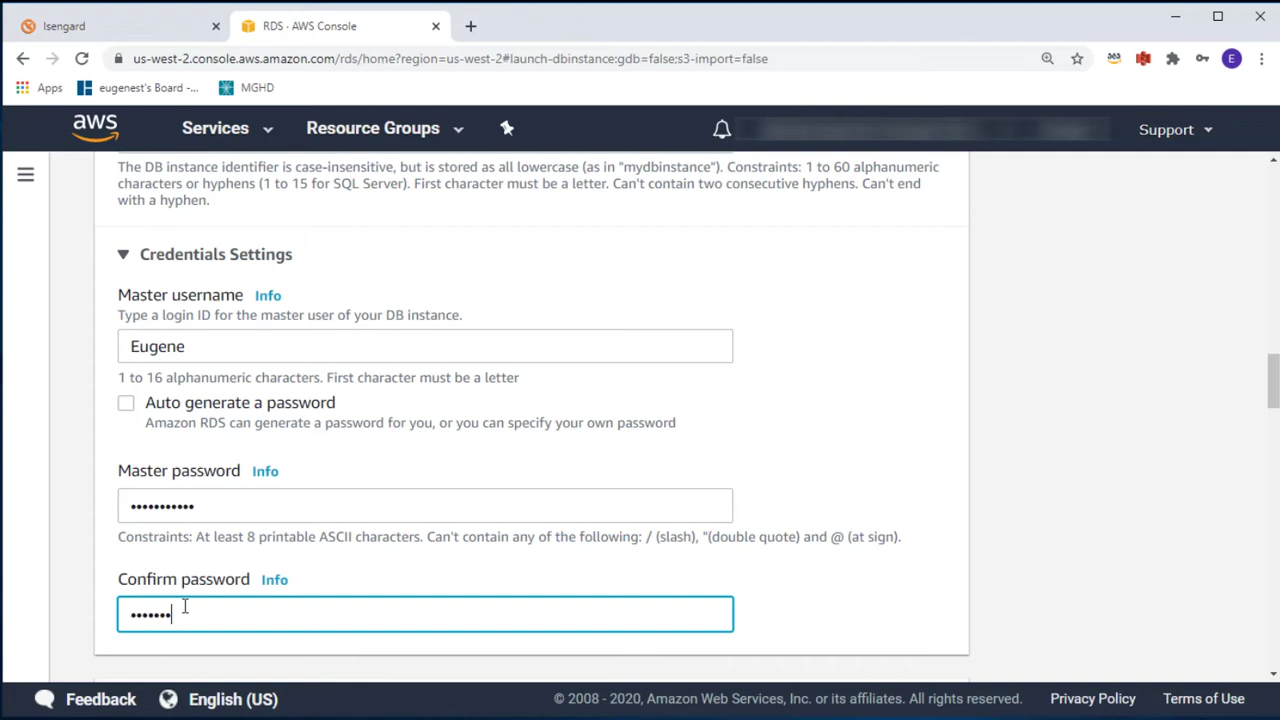 Isengard
RDS · AWS Console
us-west-2.console.aws.amazon.com/rds/home?region=us-west-2#launch-dbinstance:gdb=false;s3-import=false
E
Apps
eugenest's Board -...
MGHD
aws
Services
Resource Groups
Support
The DB instance identifier is case-insensitive, but is stored as all lowercase (as in "mydbinstance"). Constraints: 1 to 60 alphanumeric
characters or hyphens (1 to 15 for SQL Server). First character must be a letter. Can't contain two consecutive hyphens. Can't end
with a hyphen.
Credentials Settings
Master username Info
Type a login ID for the master user of your DB instance.
Eugene
1 to 16 alphanumeric characters. First character must be a letter
Auto generate a password
Amazon RDS can generate a password for you, or you can specify your own password
Master password Info
•••••••••••
Constraints: At least 8 printable ASCII characters. Can't contain any of the following: / (slash), "(double quote) and @ (at sign).
Confirm password Info
•••••••
Feedback
English (US)
© 2008 - 2020, Amazon Web Services, Inc. or its affiliates. All rights reserved.
Privacy Policy
Terms of Use